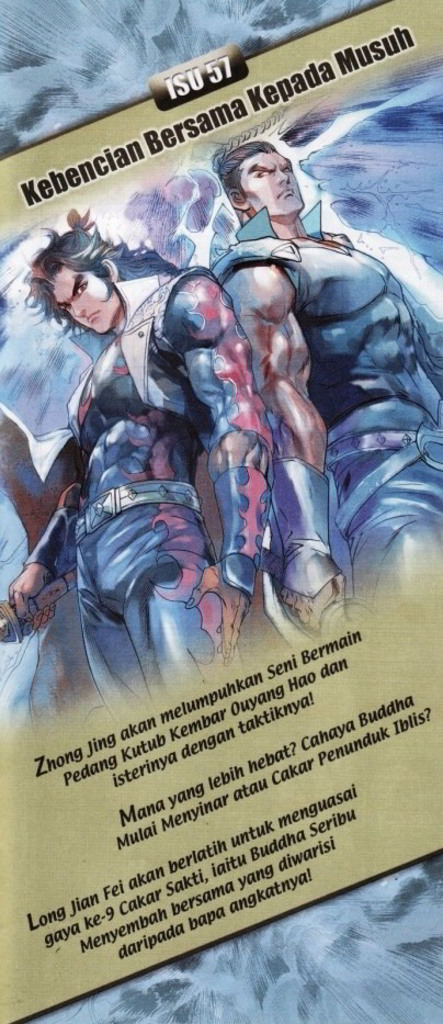 ISU 57
Kebencian Bersama Kepada Musuh
Zhong Jing akan melumpuhkan Seni Bermain
Pedang Kutub Kembar Ouyang Hao dan
isterinya dengan taktiknya!
Mana yang lebih hebat? Cahaya Buddha
Mulai Menyinar atau Cakar Penunduk Iblis?
Long Jian Fei akan berlatih untuk menguasai
gaya ke-9 Cakar Sakti, iaitu Buddha Seribu
Menyembah bersama yang diwarisi
daripada bapa angkatnya!